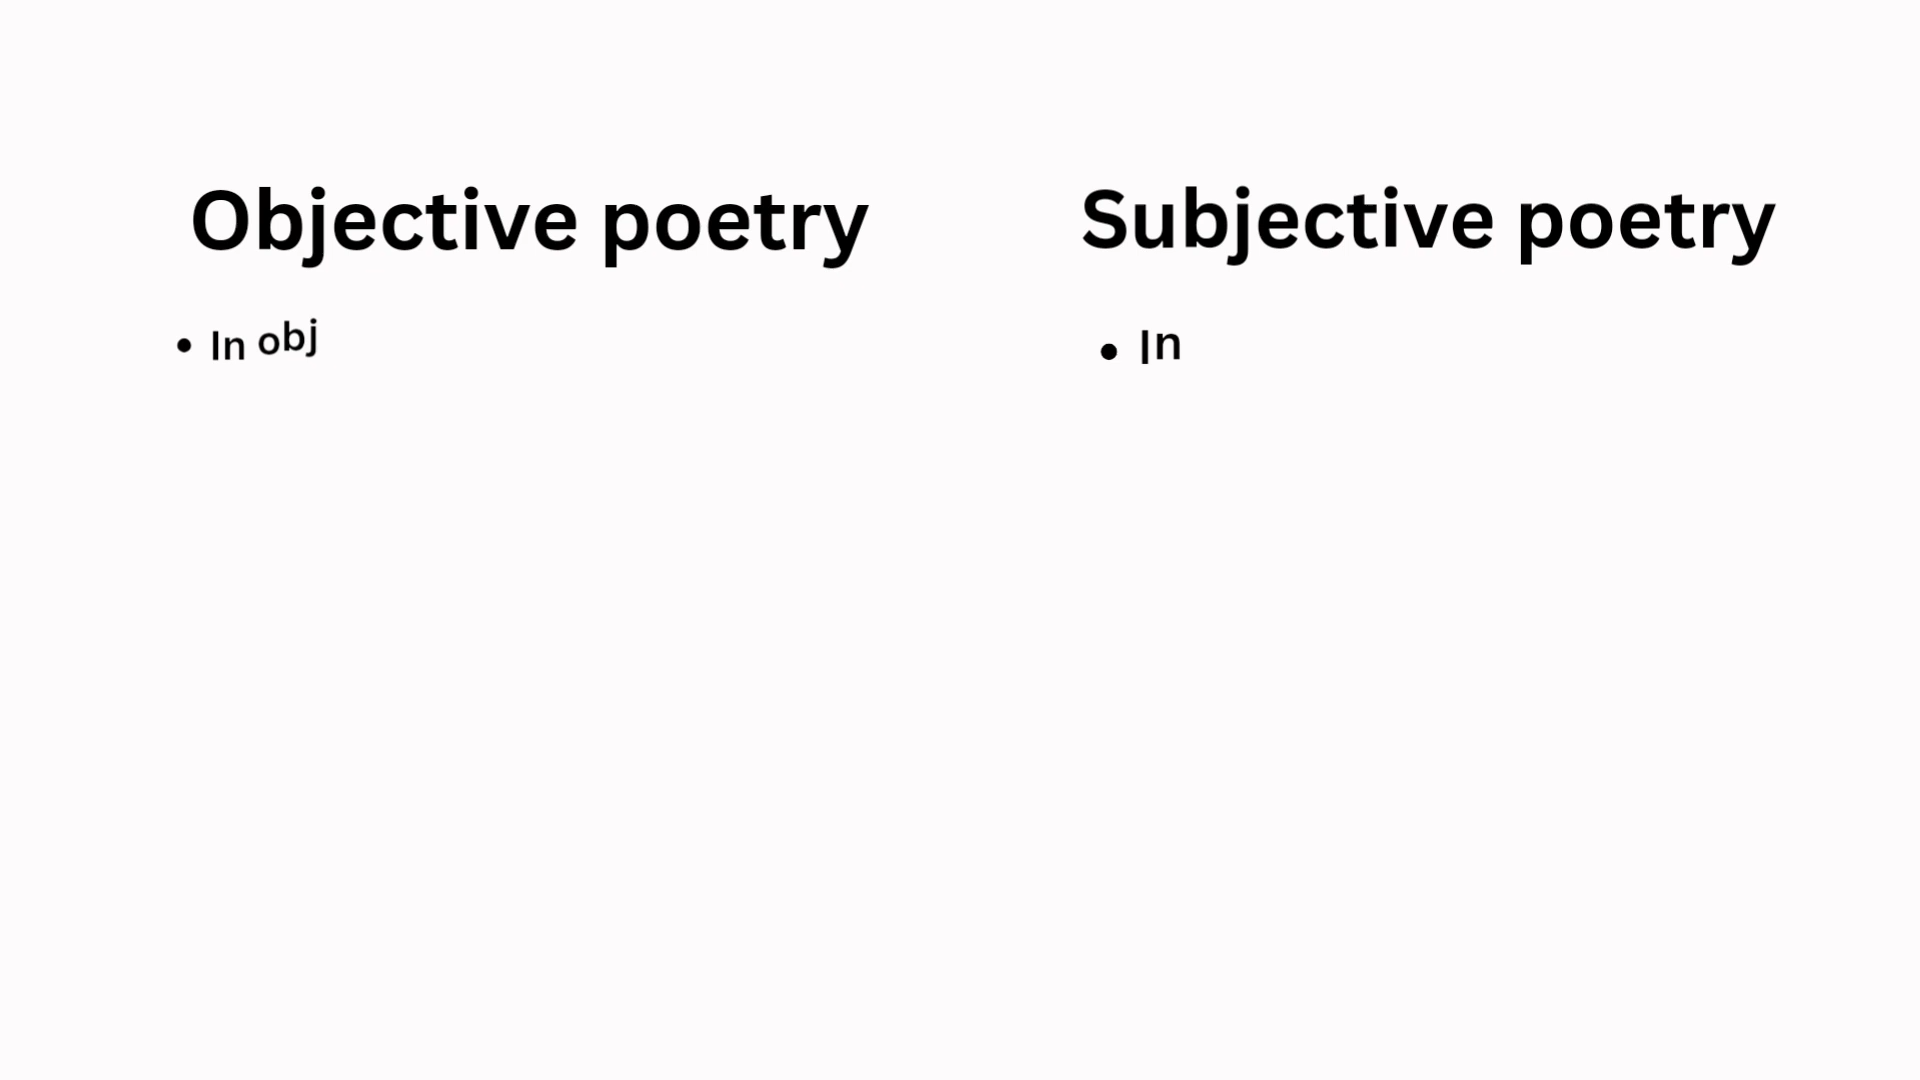 Objective poetry
• In obj
Subjective poetry
• In